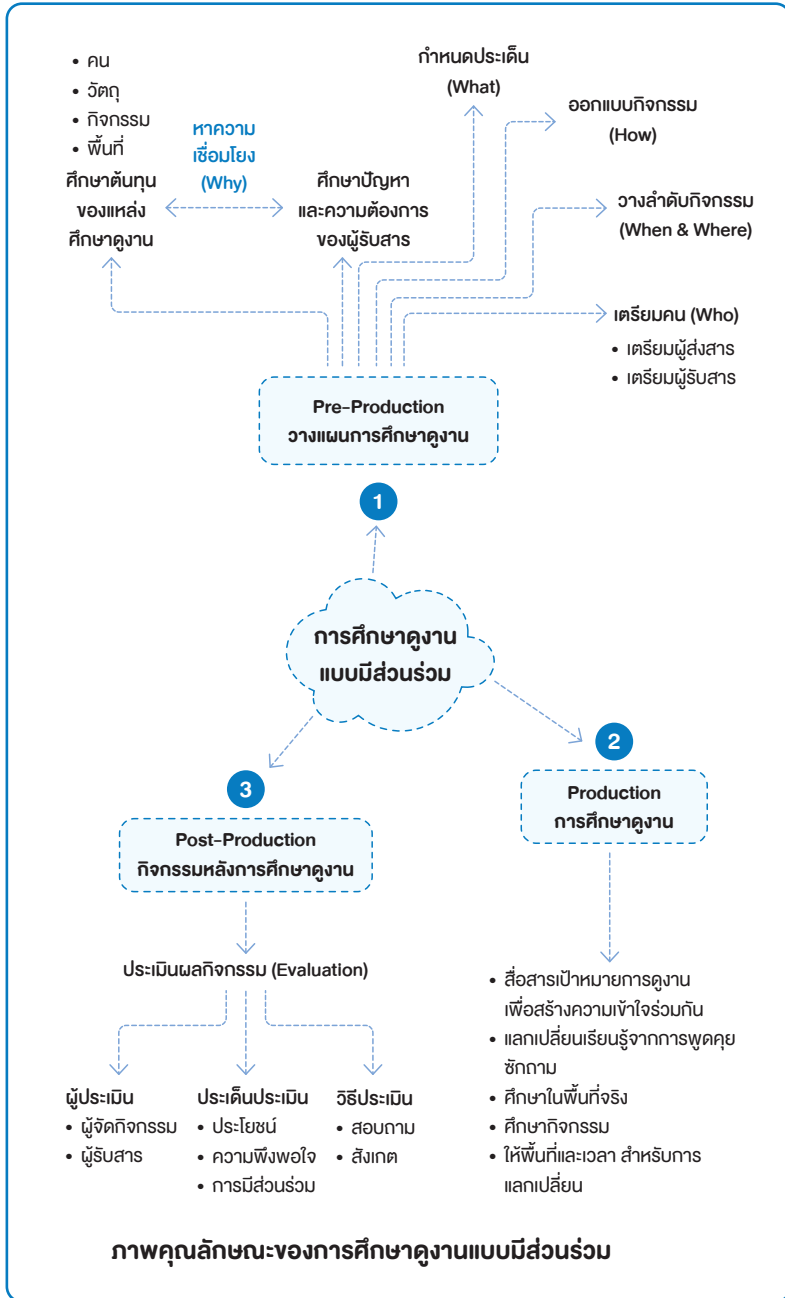 • คน
• วัตถุ
• กิจกรรม
• พื้นที่
ศึกษาต้นทุน
ของแหล่ง
ศึกษาดูงาน
หาความ
เชื่อมโยง
(Why)
ศึกษาปัญหา
และความต้องการ
ของผู้รับสาร
กำหนดประเด็น
(What)
ออกแบบกิจกรรม
(How)
วางลำดับกิจกรรม
(When & Where)
เตรียมคน (Who)
• เตรียมผู้ส่งสาร
• เตรียมผู้รับสาร
Pre-Production
วางแผนการศึกษาดูงาน
1
การศึกษาดูงาน
แบบมีส่วนร่วม
2
Production
การศึกษาดูงาน
• สื่อสารเป้าหมายการดูงาน
เพื่อสร้างความเข้าใจร่วมกัน
• แลกเปลี่ยนเรียนรู้จากการพูดคุย
ซักถาม
• ศึกษาในพื้นที่จริง
• ศึกษากิจกรรม
• ให้พื้นที่และเวลา สำหรับการ
แลกเปลี่ยน
3
Post-Production
กิจกรรมหลังการศึกษาดูงาน
ประเมินผลกิจกรรม (Evaluation)
ผู้ประเมิน
• ผู้จัดกิจกรรม
• ผู้รับสาร
ประเด็นประเมิน
• ประโยชน์
• ความพึงพอใจ
• การมีส่วนร่วม
วิธีประเมิน
• สอบถาม
• สังเกต
ภาพคุณลักษณะของการศึกษาดูงานแบบมีส่วนร่วม